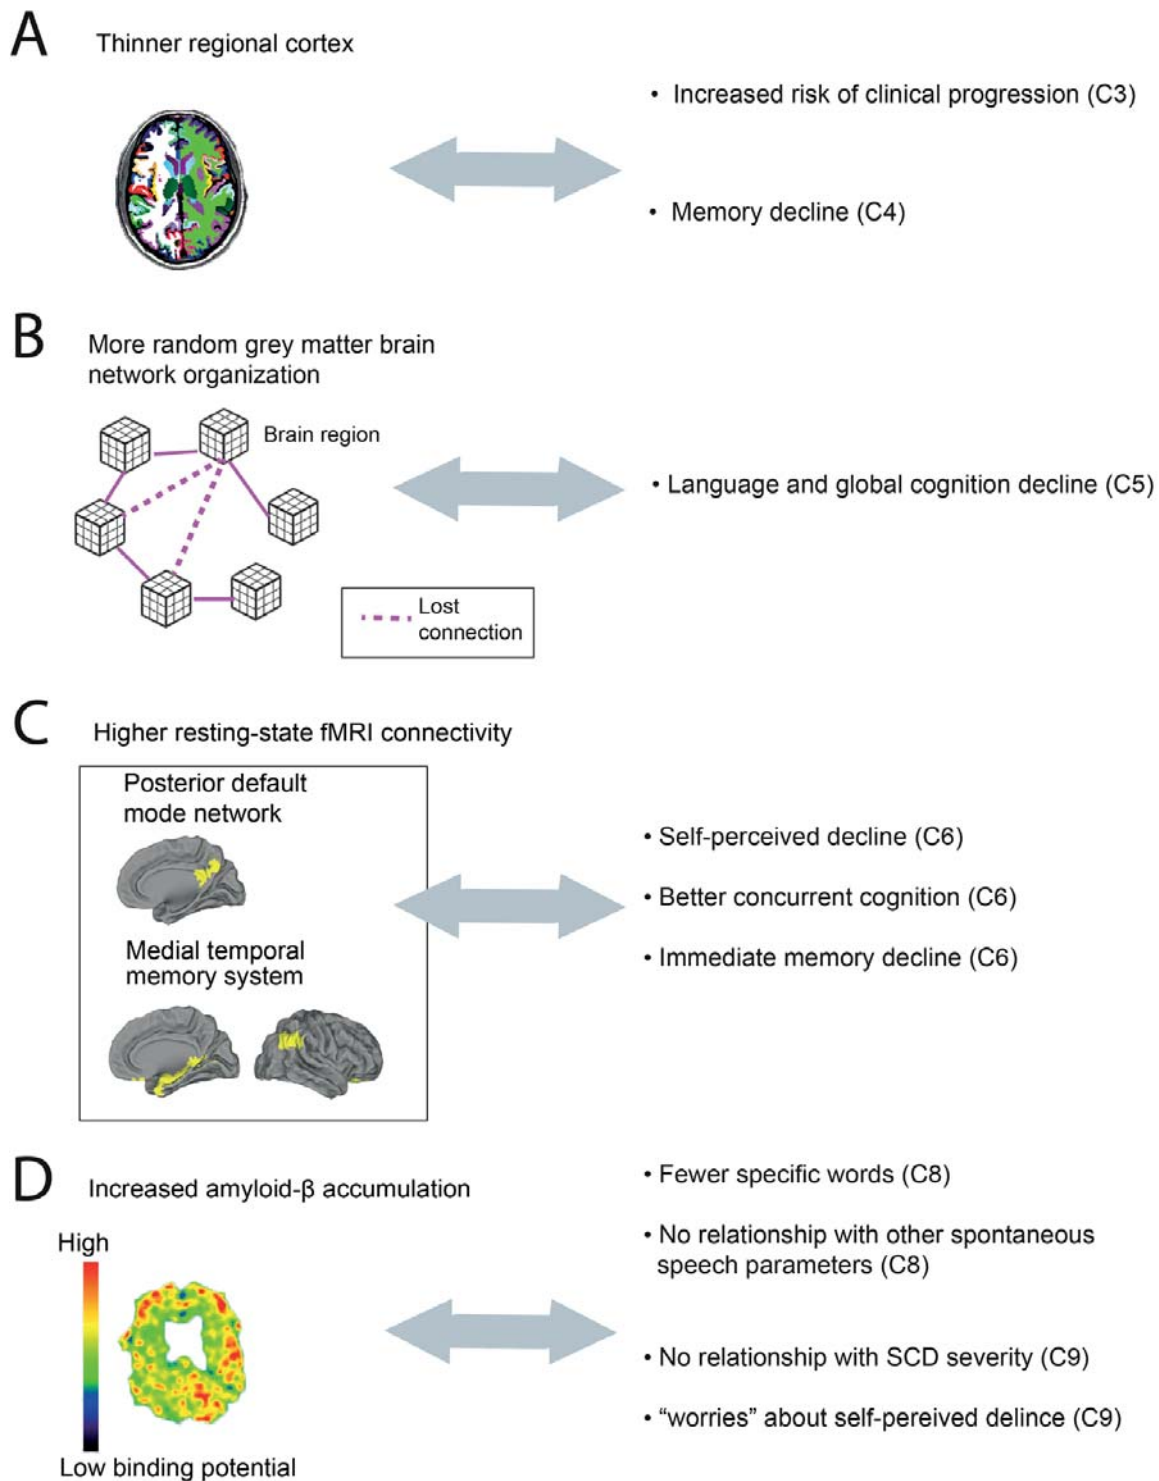 A
Thinner regional cortex
• Increased risk of clinical progression (C3)
• Memory decline (C4)
B
More random grey matter brain
network organization
Brain region
• Language and global cognition decline (C5)
Lost
connection
C
Higher resting-state fMRI connectivity
Posterior default
mode network
Medial temporal
memory system
• Self-perceived decline (C6)
• Better concurrent cognition (C6)
• Immediate memory decline (C6)
D
Increased amyloid-β accumulation
High
Low binding potential
• Fewer specific words (C8)
• No relationship with other spontaneous
speech parameters (C8)
• No relationship with SCD severity (C9)
• “worries” about self-pereived delince (C9)